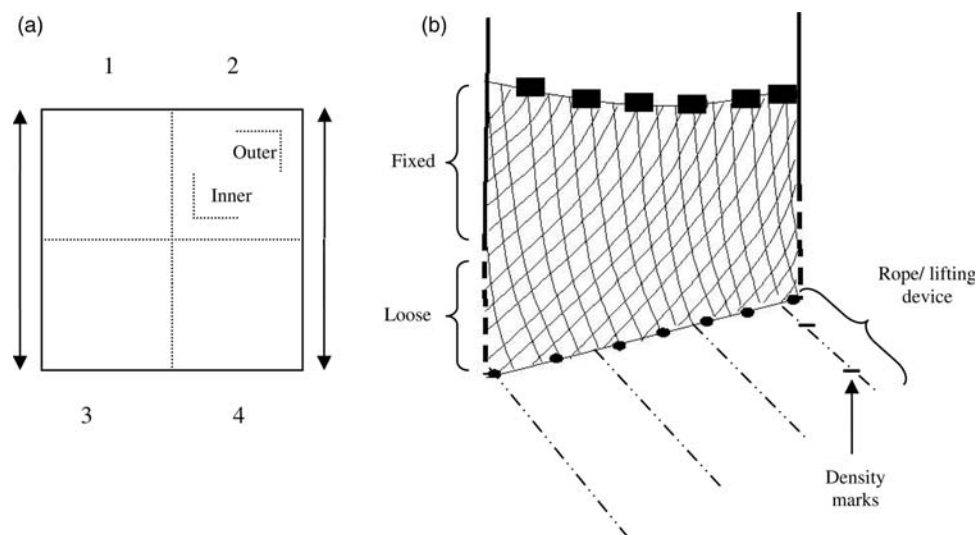 (a)
1
2
Outer
Inner
3
4
(b)
Fixed
Loose
Rope/ lifting
device
Density
marks